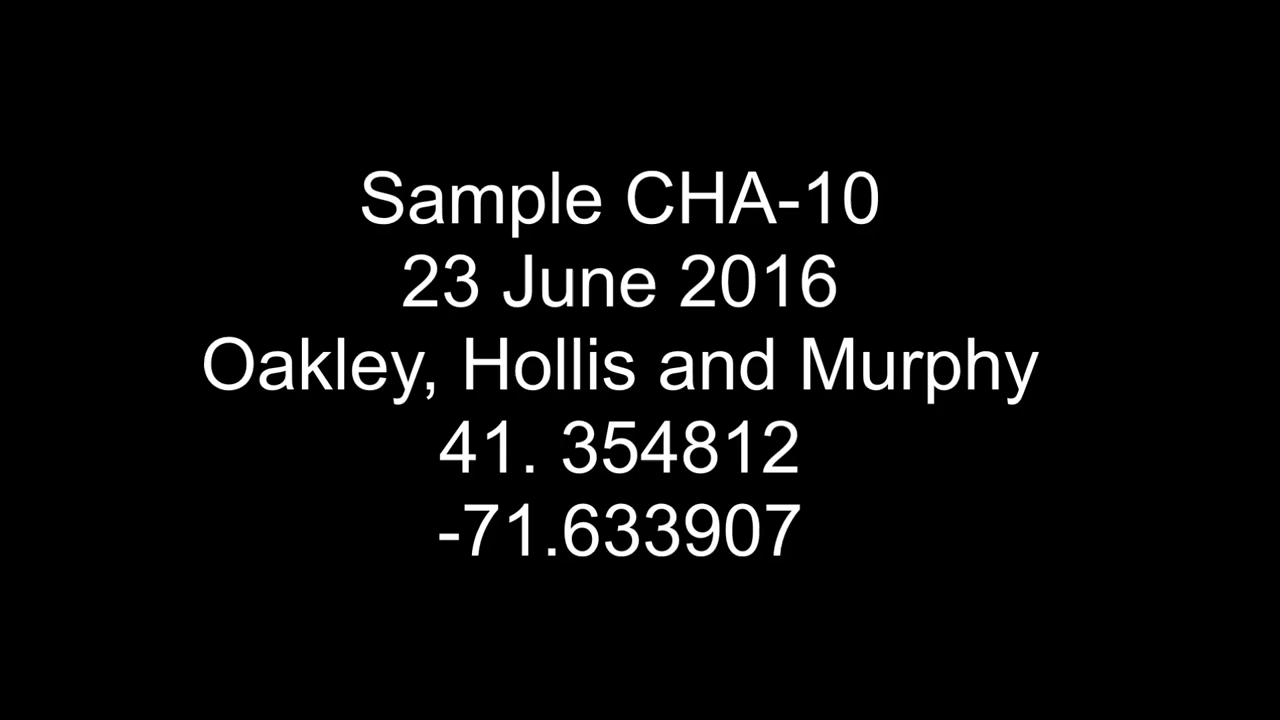 Sample CHA-10
23 June 2016
Oakley, Hollis and Murphy
41. 354812
-71.633907